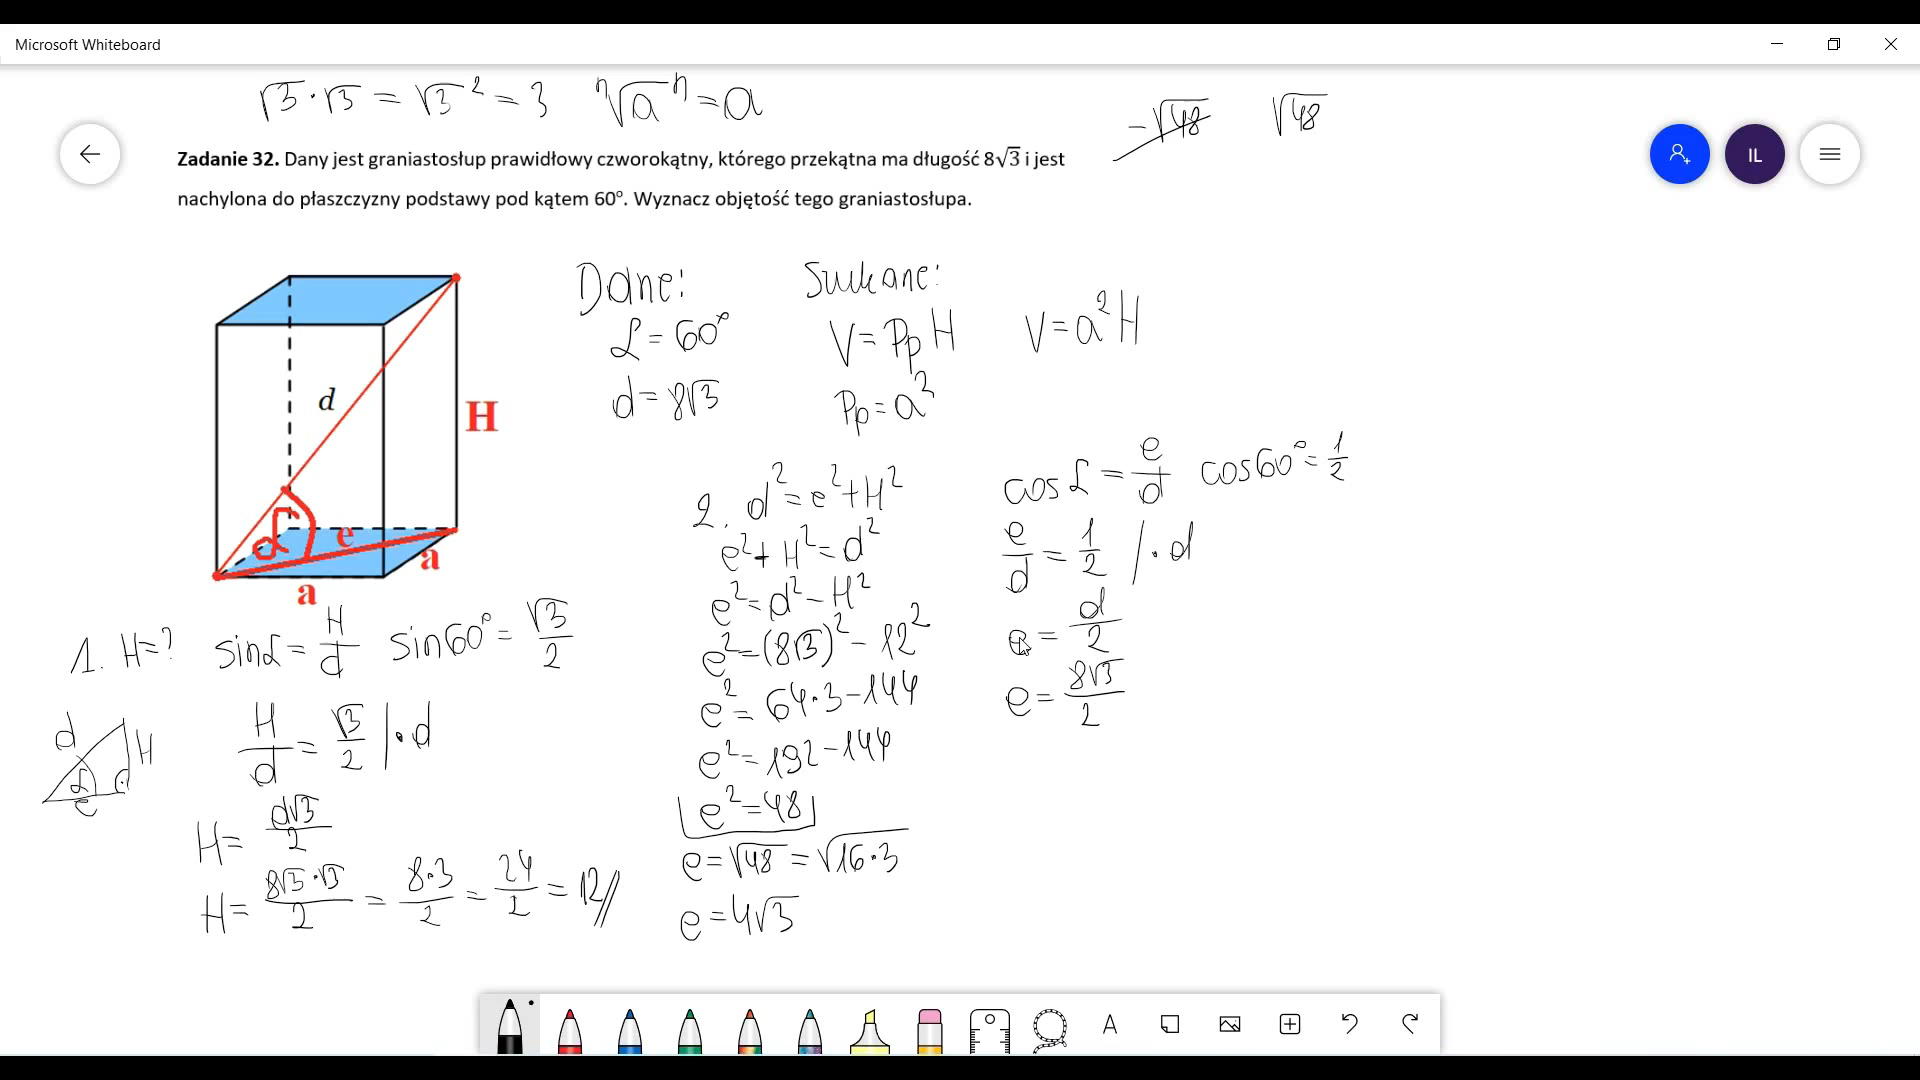 Microsoft Whiteboard
√3·√3 = √3² = 3
ⁿ√aⁿ = a
-√48
√48
Zadanie 32. Dany jest graniastosłup prawidłowy czworokątny, którego przekątna ma długość 8√3 i jest
nachylona do płaszczyzny podstawy pod kątem 60°. Wyznacz objętość tego graniastosłupa.
IL
d
H
α
e
a
a
Dane:
α = 60°
d = 8√3
Szukane:
V = Pp H
Pp = a²
V = a²H
1. H = ?
sinα = H/d
sin60° = √3/2
d
H
α
e
H/d = √3/2 /·d
H = d√3/2
H = 8√3·√3/2 = 8·3/2 = 24/2 = 12//
2. d² = e² + H²
e² + H² = d²
e² = d² - H²
e² = (8√3)² - 12²
e² = 64·3 - 144
e² = 192 - 144
e² = 48
e = √48 = √16·3
e = 4√3
cosα = e/d
cos60° = 1/2
e/d = 1/2 /·d
e = d/2
e = 8√3/2
A